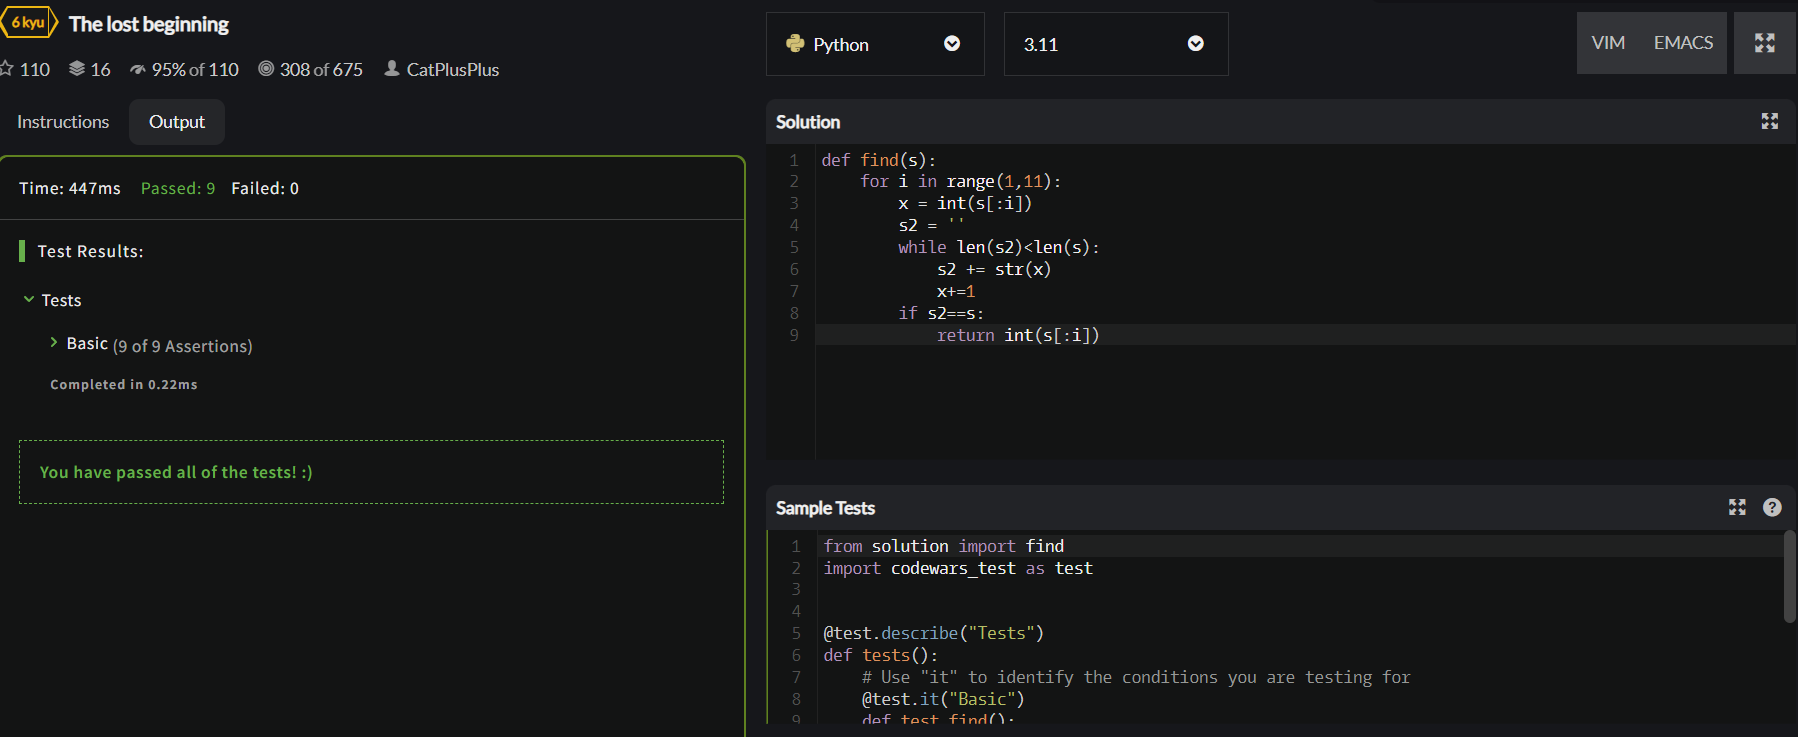 6 kyu The lost beginning
110 16 95% of 110 308 of 675 CatPlusPlus
Instructions Output
Time: 447ms Passed: 9 Failed: 0
Test Results:
Tests
Basic (9 of 9 Assertions)
Completed in 0.22ms
You have passed all of the tests! :)
Python 3.11 VIM EMACS
Solution
1 def find(s):
2     for i in range(1,11):
3         x = int(s[:i])
4         s2 = ''
5         while len(s2)<len(s):
6             s2 += str(x)
7             x+=1
8         if s2==s:
9             return int(s[:i])
Sample Tests ?
1 from solution import find
2 import codewars_test as test
3
4
5 @test.describe("Tests")
6 def tests():
7     # Use "it" to identify the conditions you are testing for
8     @test.it("Basic")
9     def test_find():